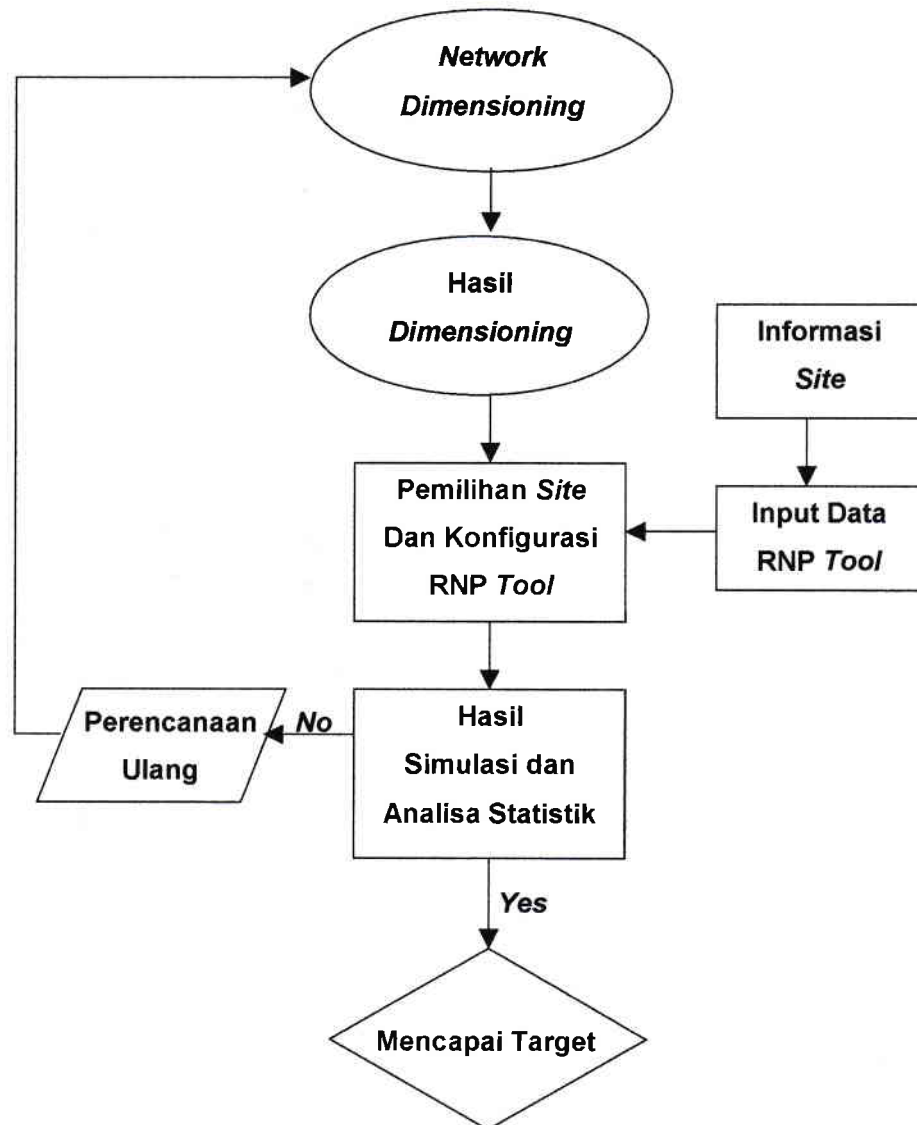 Network
Dimensioning
Hasil
Dimensioning
Informasi
Site
Pemilihan Site
Dan Konfigurasi
RNP Tool
Input Data
RNP Tool
Perencanaan
Ulang
No
Hasil
Simulasi dan
Analisa Statistik
Yes
Mencapai Target